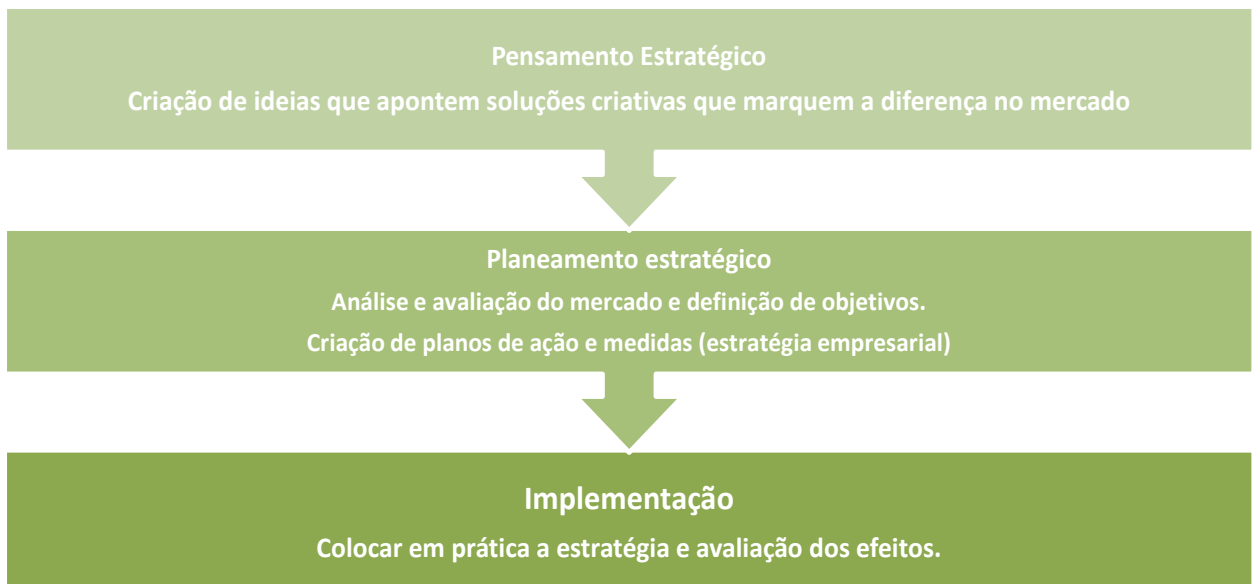 Pensamento Estratégico
Criação de ideias que apontem soluções criativas que marquem a diferença no mercado
Planeamento estratégico
Análise e avaliação do mercado e definição de objetivos.
Criação de planos de ação e medidas (estratégia empresarial)
Implementação
Colocar em prática a estratégia e avaliação dos efeitos.